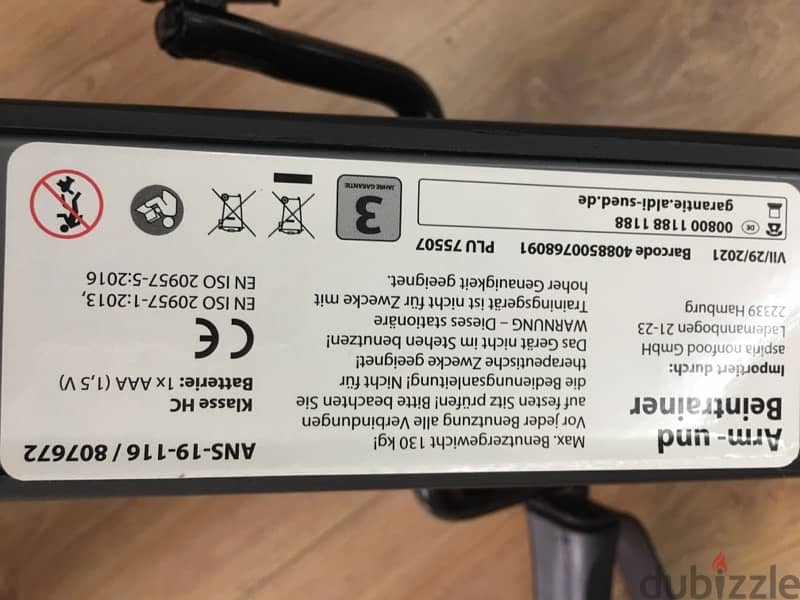 Arm- und
Beintrainer
Importiert durch:
aspiria nonfood GmbH
Lademannbogen 21-23
22339 Hamburg
Max. Benutzergewicht 130 kg!
Vor jeder Benutzung alle Verbindungen
auf festen Sitz prüfen! Bitte beachten Sie
die Bedienungsanleitung! Nicht für
therapeutische Zwecke geeignet!
Das Gerät nicht im Stehen benutzen!
WARNUNG – Dieses stationäre
Trainingsgerät ist nicht für Zwecke mit
hoher Genauigkeit geeignet.
ANS-19-116 / 807672
Klasse HC
Batterie: 1x AAA (1,5 V)
CE
EN ISO 20957-1:2013,
EN ISO 20957-5:2016
VII/29/2021 Barcode 4088500768091 PLU 75507
DE 00800 1188 1188
garantie.aldi-sued.de
3
JAHRE GARANTIE
dubizzle